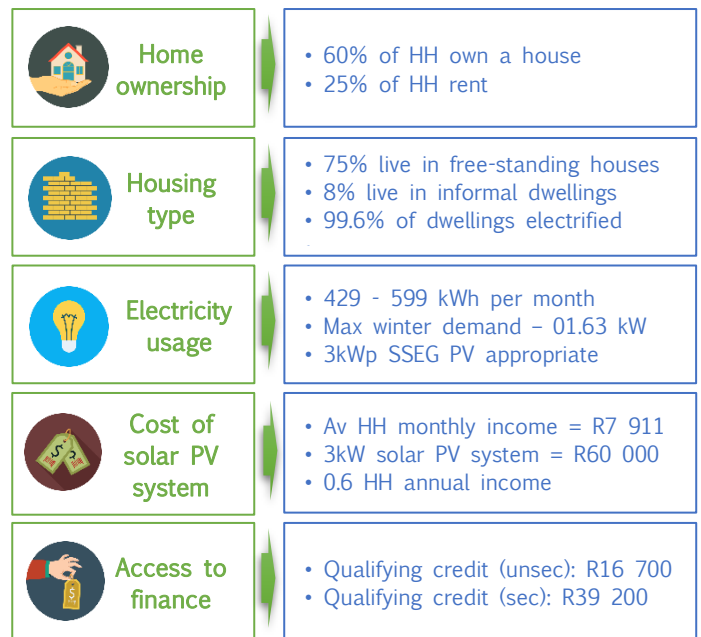 Home
ownership
• 60% of HH own a house
• 25% of HH rent
Housing
type
• 75% live in free-standing houses
• 8% live in informal dwellings
• 99.6% of dwellings electrified
Electricity
usage
• 429 - 599 kWh per month
• Max winter demand – 01.63 kW
• 3kWp SSEG PV appropriate
Cost of
solar PV
system
• Av HH monthly income = R7 911
• 3kW solar PV system = R60 000
• 0.6 HH annual income
Access to
finance
• Qualifying credit (unsec): R16 700
• Qualifying credit (sec): R39 200